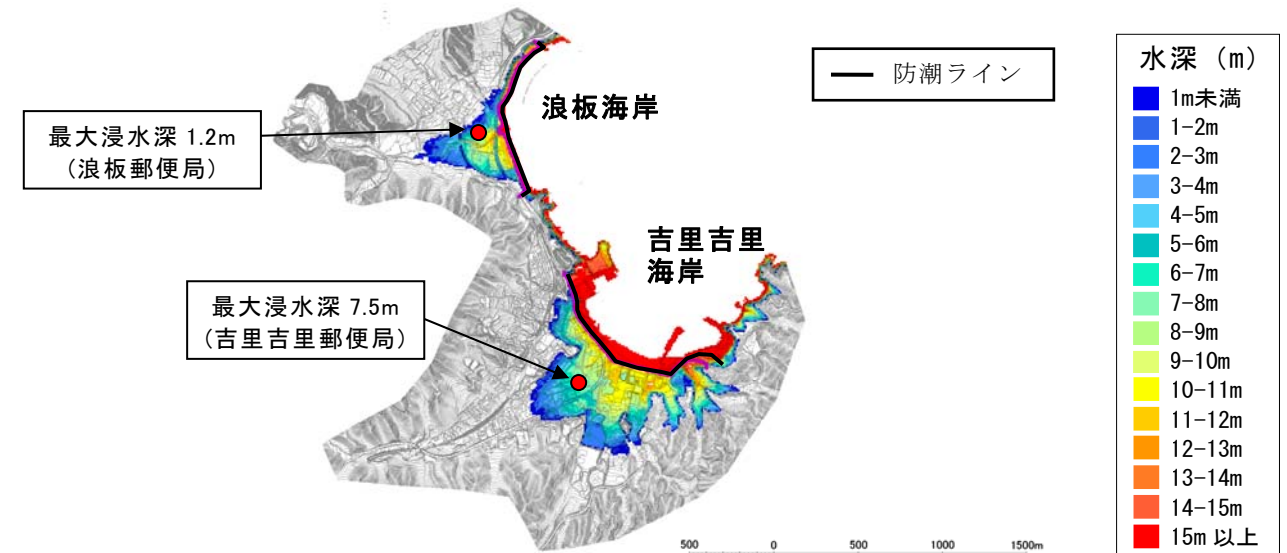 防潮ライン
水深 (m)
1m未満
1-2m
2-3m
3-4m
4-5m
5-6m
6-7m
7-8m
8-9m
9-10m
10-11m
11-12m
12-13m
13-14m
14-15m
15m 以上
浪板海岸
最大浸水深 1.2m
(浪板郵便局)
吉里吉里
海岸
最大浸水深 7.5m
(吉里吉里郵便局)
500 0 500 1000 1500m